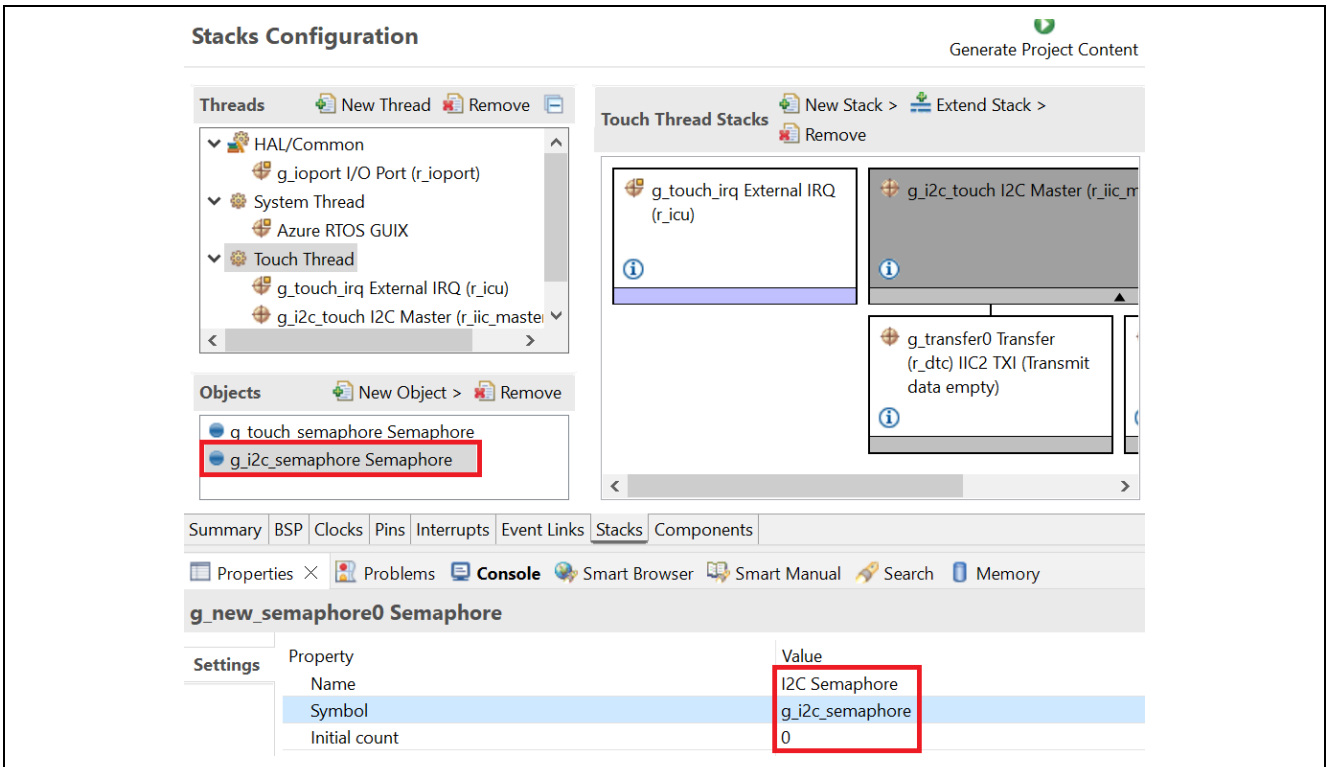 Stacks Configuration
Generate Project Content
Threads
New Thread
Remove
HAL/Common
g_ioport I/O Port (r_ioport)
System Thread
Azure RTOS GUIX
Touch Thread
g_touch_irq External IRQ (r_icu)
g_i2c_touch I2C Master (r_iic_maste
Objects
New Object >
Remove
g_touch_semaphore Semaphore
g_i2c_semaphore Semaphore
Touch Thread Stacks
New Stack >
Extend Stack >
Remove
g_touch_irq External IRQ
(r_icu)
g_i2c_touch I2C Master (r_iic_m
g_transfer0 Transfer
(r_dtc) IIC2 TXI (Transmit
data empty)
Summary BSP Clocks Pins Interrupts Event Links Stacks Components
Properties Problems Console Smart Browser Smart Manual Search Memory
g_new_semaphore0 Semaphore
Settings
Property Value
Name I2C Semaphore
Symbol g_i2c_semaphore
Initial count 0